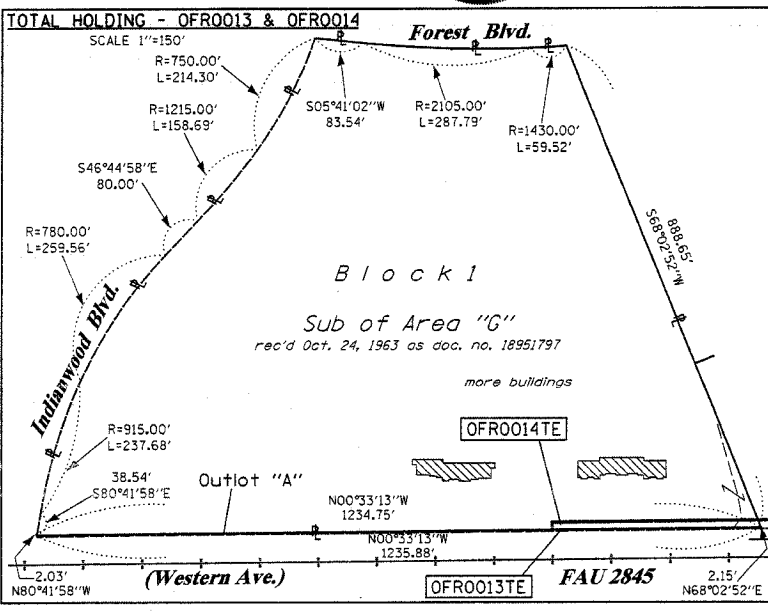 TOTAL HOLDING - OFR0013 & OFR0014
SCALE 1"=150'
Forest Blvd.
R=750.00'
L=214.30'
R=1215.00'
L=158.69'
S05°41'02"W
83.54'
R=2105.00'
L=287.79'
R=1430.00'
L=59.52'
S46°44'58"E
80.00'
R=780.00'
L=259.56'
888.65'
S68°02'52"W
Block 1
Sub of Area "G"
rec'd Oct. 24, 1963 as doc. no. 18951797
Indianwood Blvd.
more buildings
OFR0014TE
R=915.00'
L=237.68'
38.54'
S80°41'58"E
Outlot "A"
N00°33'13"W
1234.75'
N00°33'13"W
1235.88'
2.03'
N80°41'58"W
(Western Ave.)
OFR0013TE
FAU 2845
2.15'
N68°02'52"E